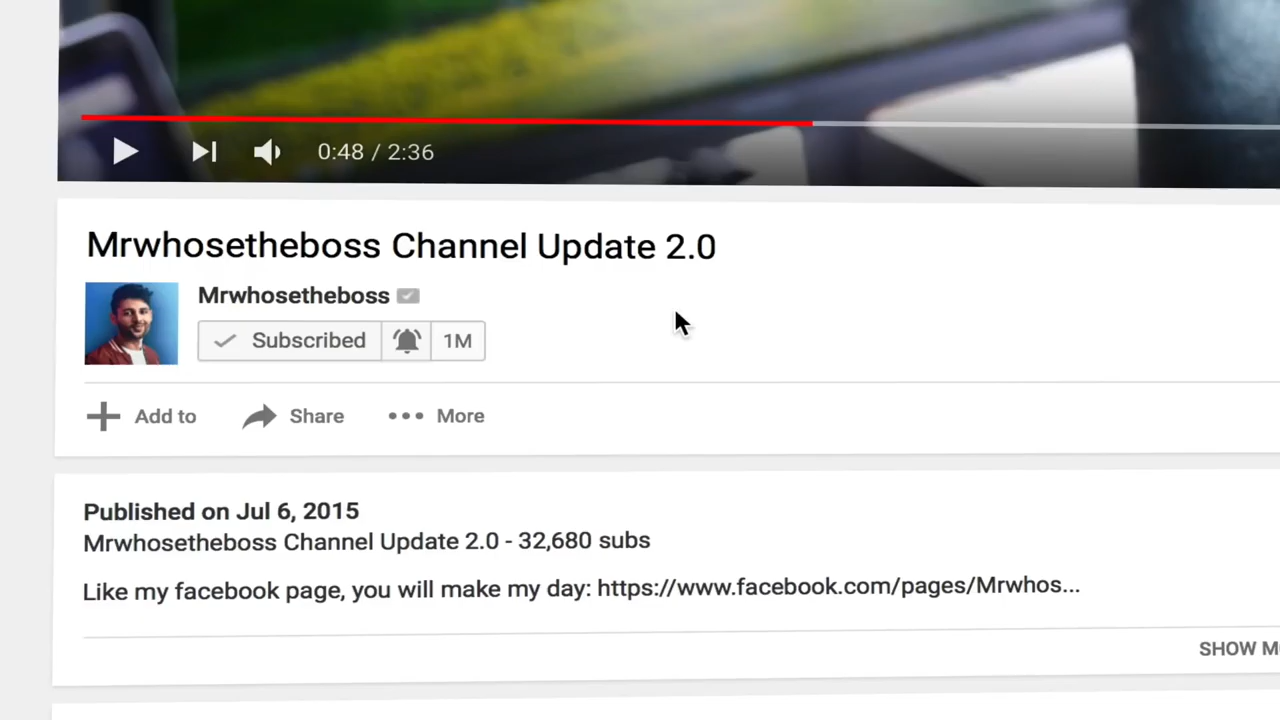 0:48 / 2:36
Mrwhosetheboss Channel Update 2.0
Mrwhosetheboss
Subscribed 1M
Add to Share More
Published on Jul 6, 2015
Mrwhosetheboss Channel Update 2.0 - 32,680 subs
Like my facebook page, you will make my day: https://www.facebook.com/pages/Mrwhos...
SHOW